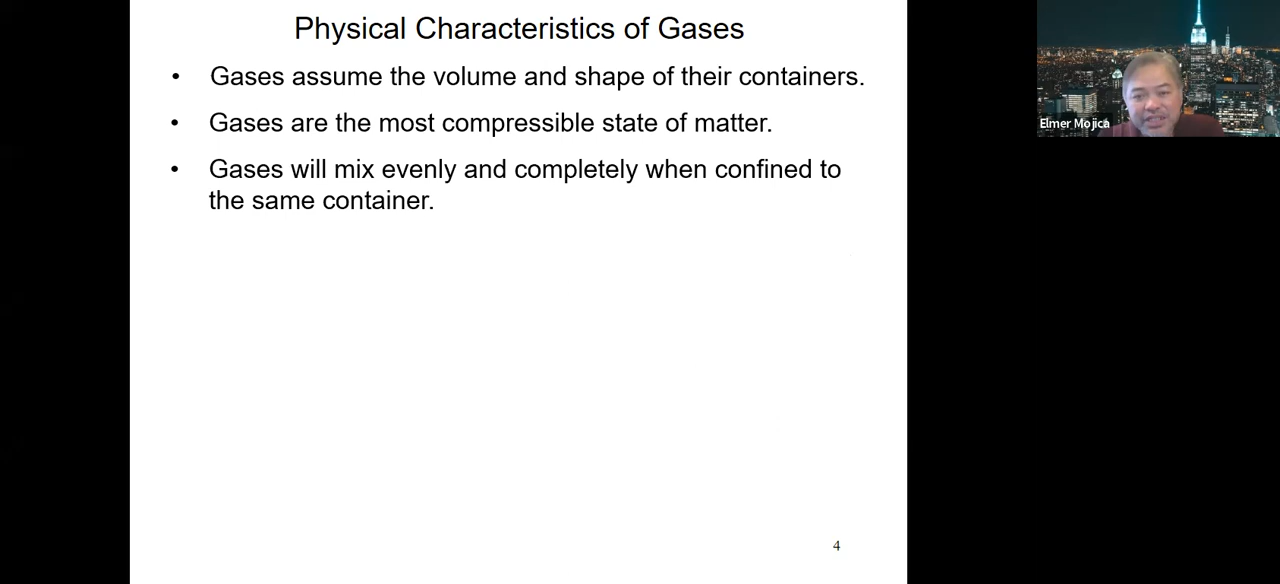 Physical Characteristics of Gases
• Gases assume the volume and shape of their containers.
• Gases are the most compressible state of matter.
• Gases will mix evenly and completely when confined to
the same container.
Elmer Mojica
4